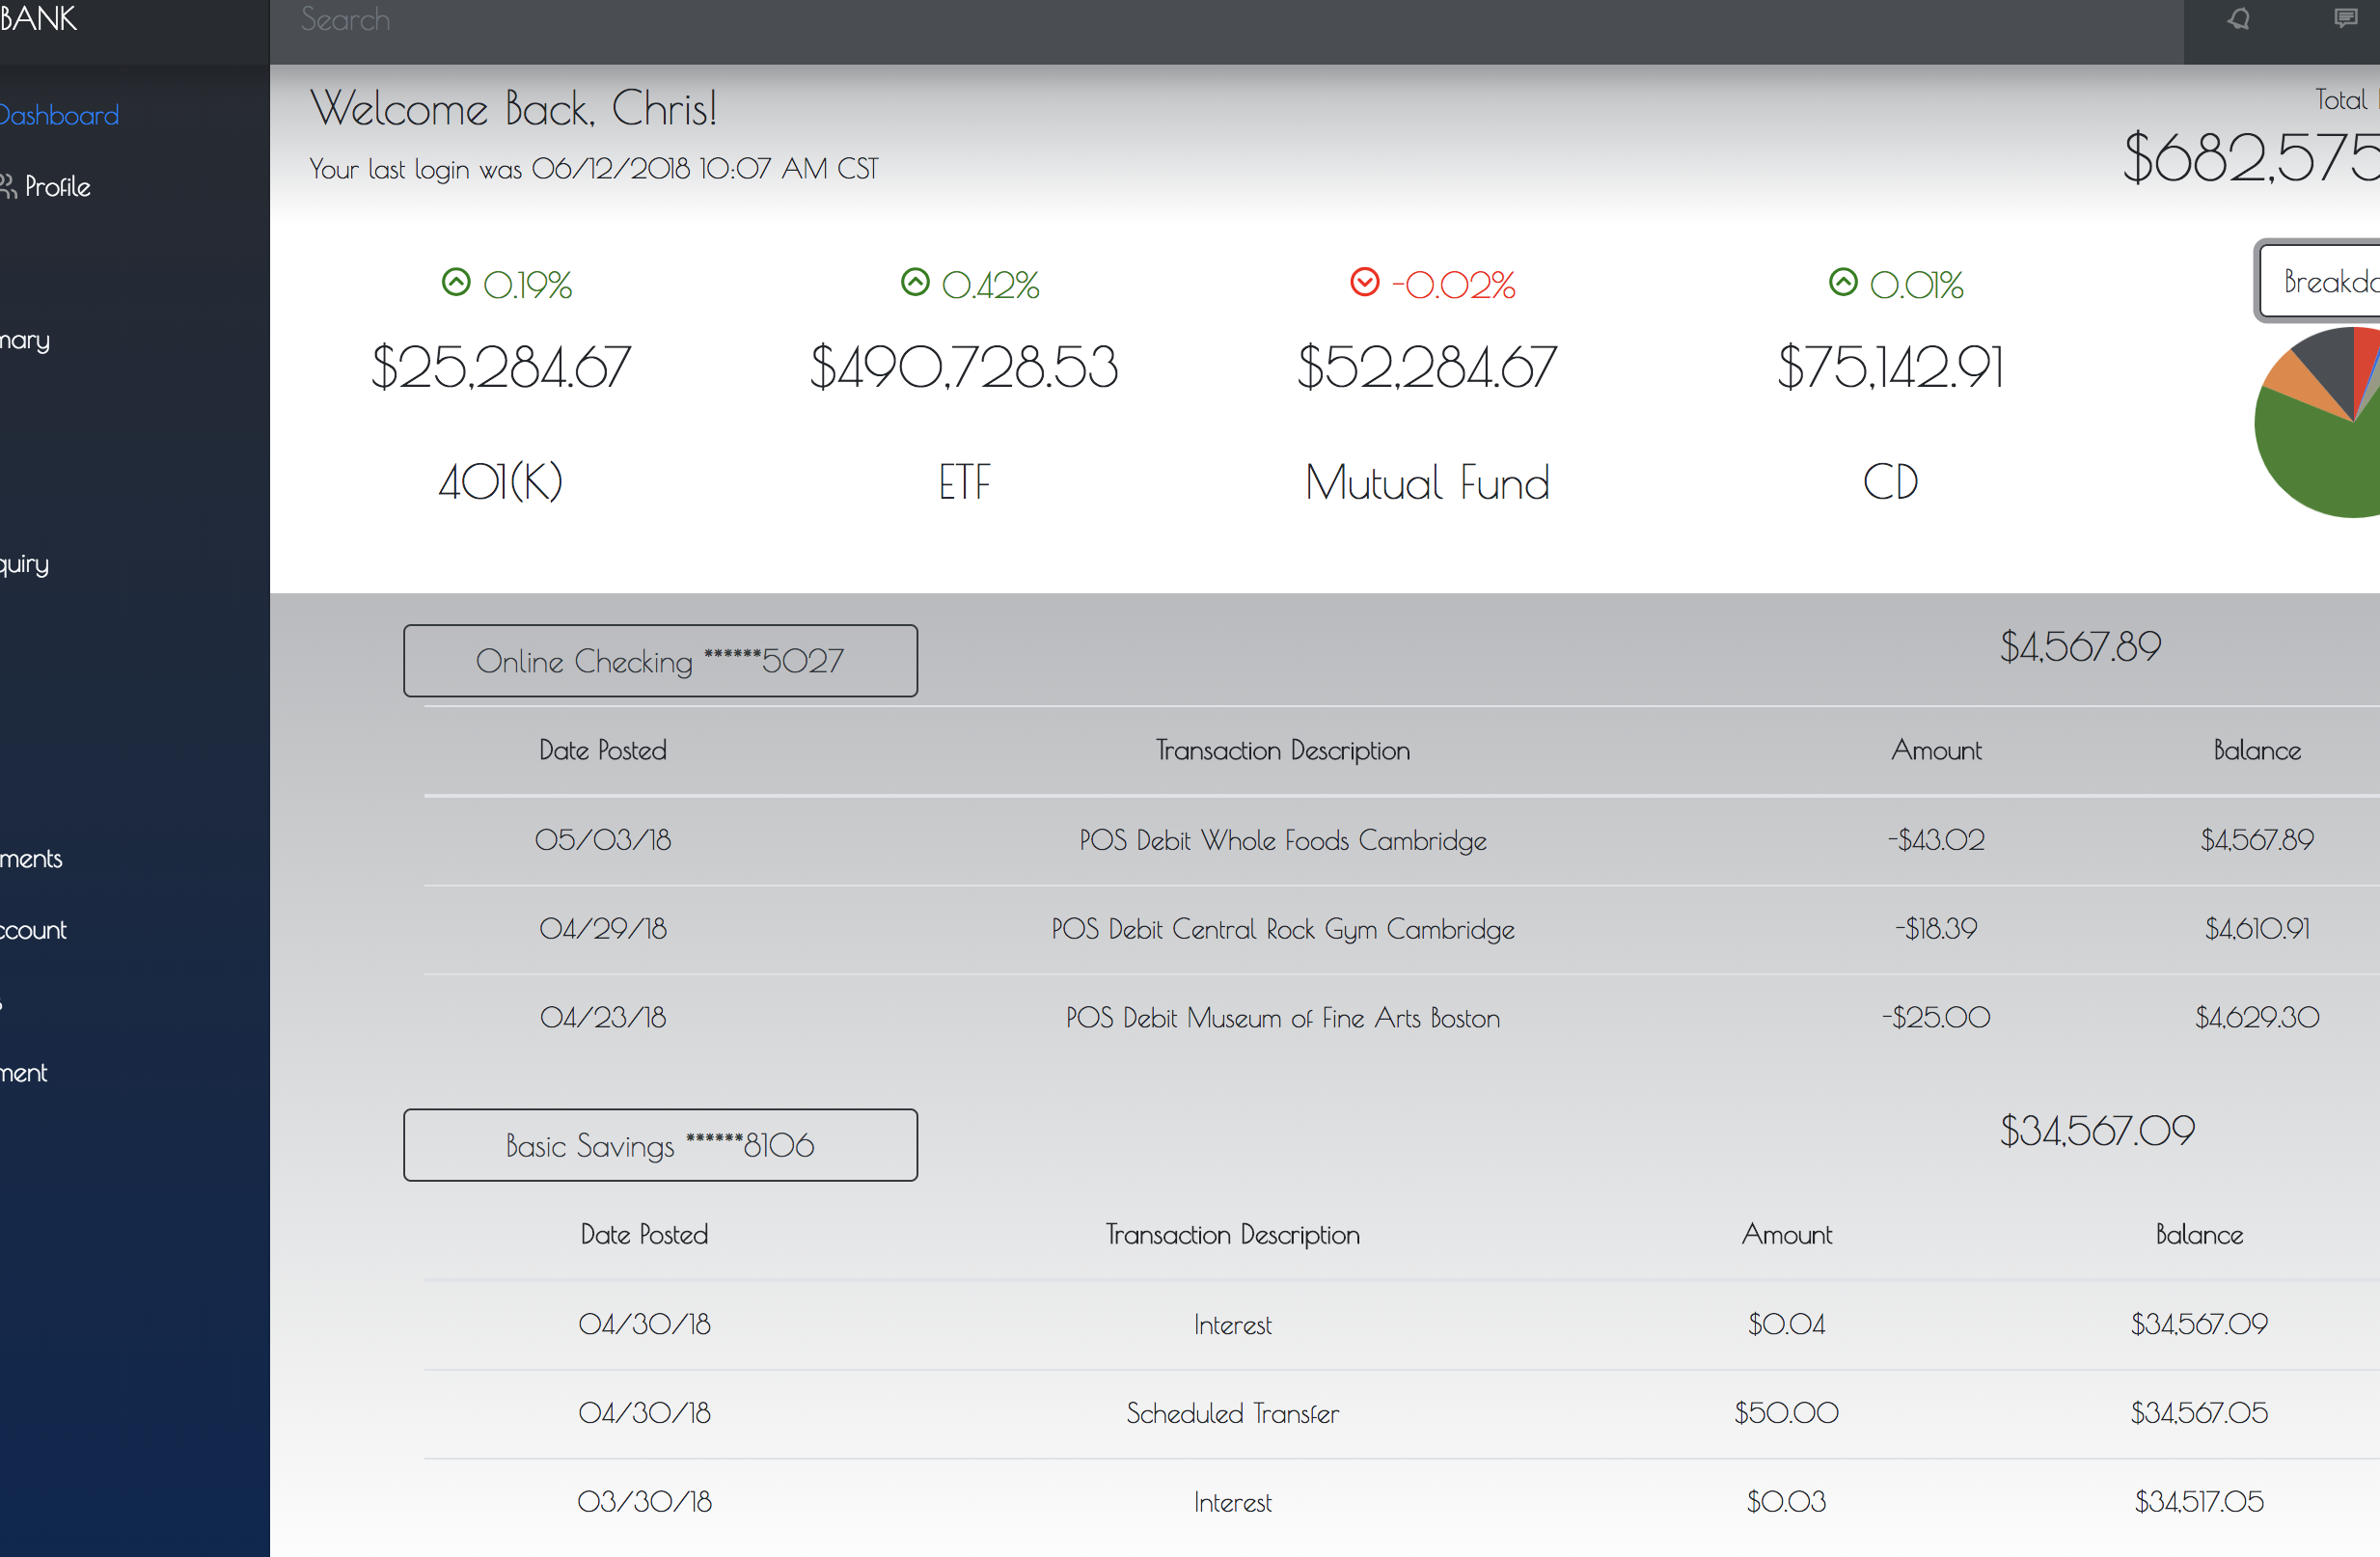 BANK
Search
Dashboard
Profile
Welcome Back, Chris!
Your last login was 06/12/2018 10:07 AM CST
Total
$682,575
0.19%
0.42%
-0.02%
0.01%
$25,284.67
$490,728.53
$52,284.67
$75,142.91
401(K)
ETF
Mutual Fund
CD
Online Checking ******5027
$4,567.89
Date Posted Transaction Description Amount Balance
05/03/18 POS Debit Whole Foods Cambridge -$43.02 $4,567.89
04/29/18 POS Debit Central Rock Gym Cambridge -$18.39 $4,610.91
04/23/18 POS Debit Museum of Fine Arts Boston -$25.00 $4,629.30
Basic Savings ******8106
$34,567.09
Date Posted Transaction Description Amount Balance
04/30/18 Interest $0.04 $34,567.09
04/30/18 Scheduled Transfer $50.00 $34,567.05
03/30/18 Interest $0.03 $34,517.05